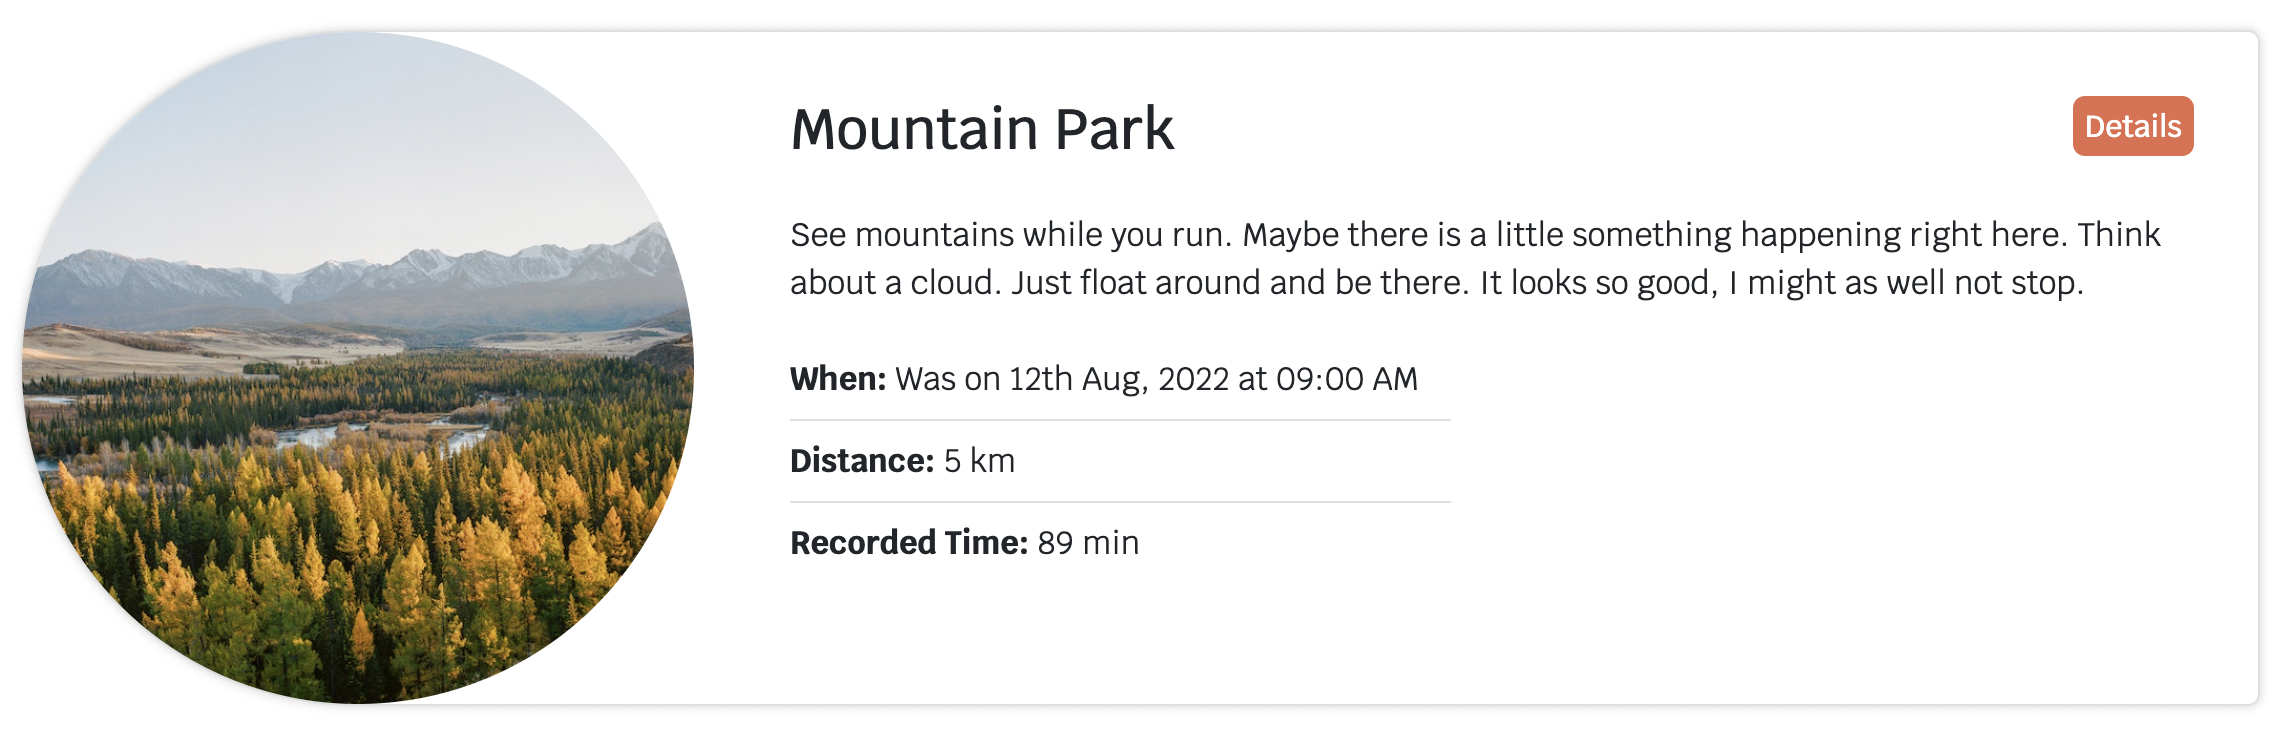 Mountain Park
Details
See mountains while you run. Maybe there is a little something happening right here. Think
about a cloud. Just float around and be there. It looks so good, I might as well not stop.
When: Was on 12th Aug, 2022 at 09:00 AM
Distance: 5 km
Recorded Time: 89 min